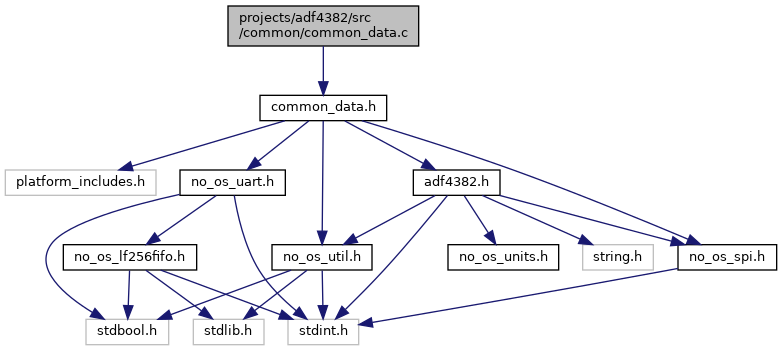 projects/adf4382/src
/common/common_data.c
common_data.h
platform_includes.h
no_os_uart.h
adf4382.h
no_os_lf256fifo.h
no_os_util.h
no_os_units.h
string.h
no_os_spi.h
stdbool.h
stdlib.h
stdint.h